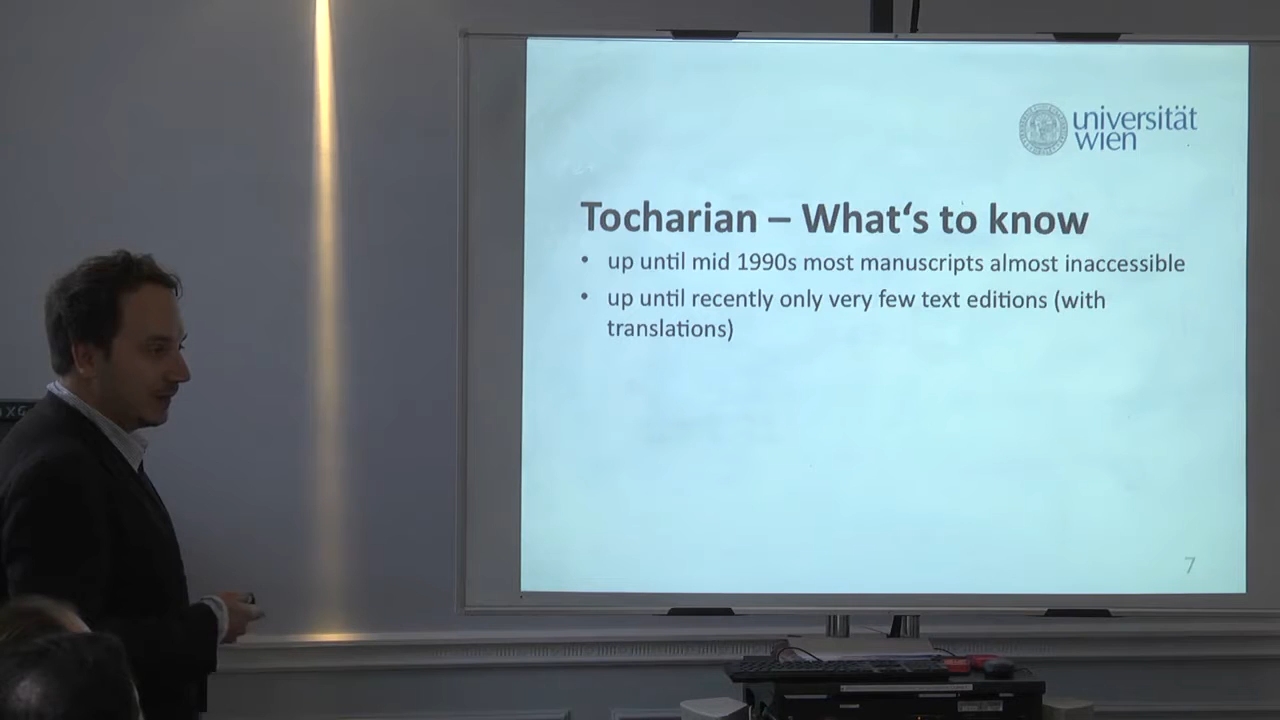 universität
wien
Tocharian – What‘s to know
• up until mid 1990s most manuscripts almost inaccessible
• up until recently only very few text editions (with
translations)
7